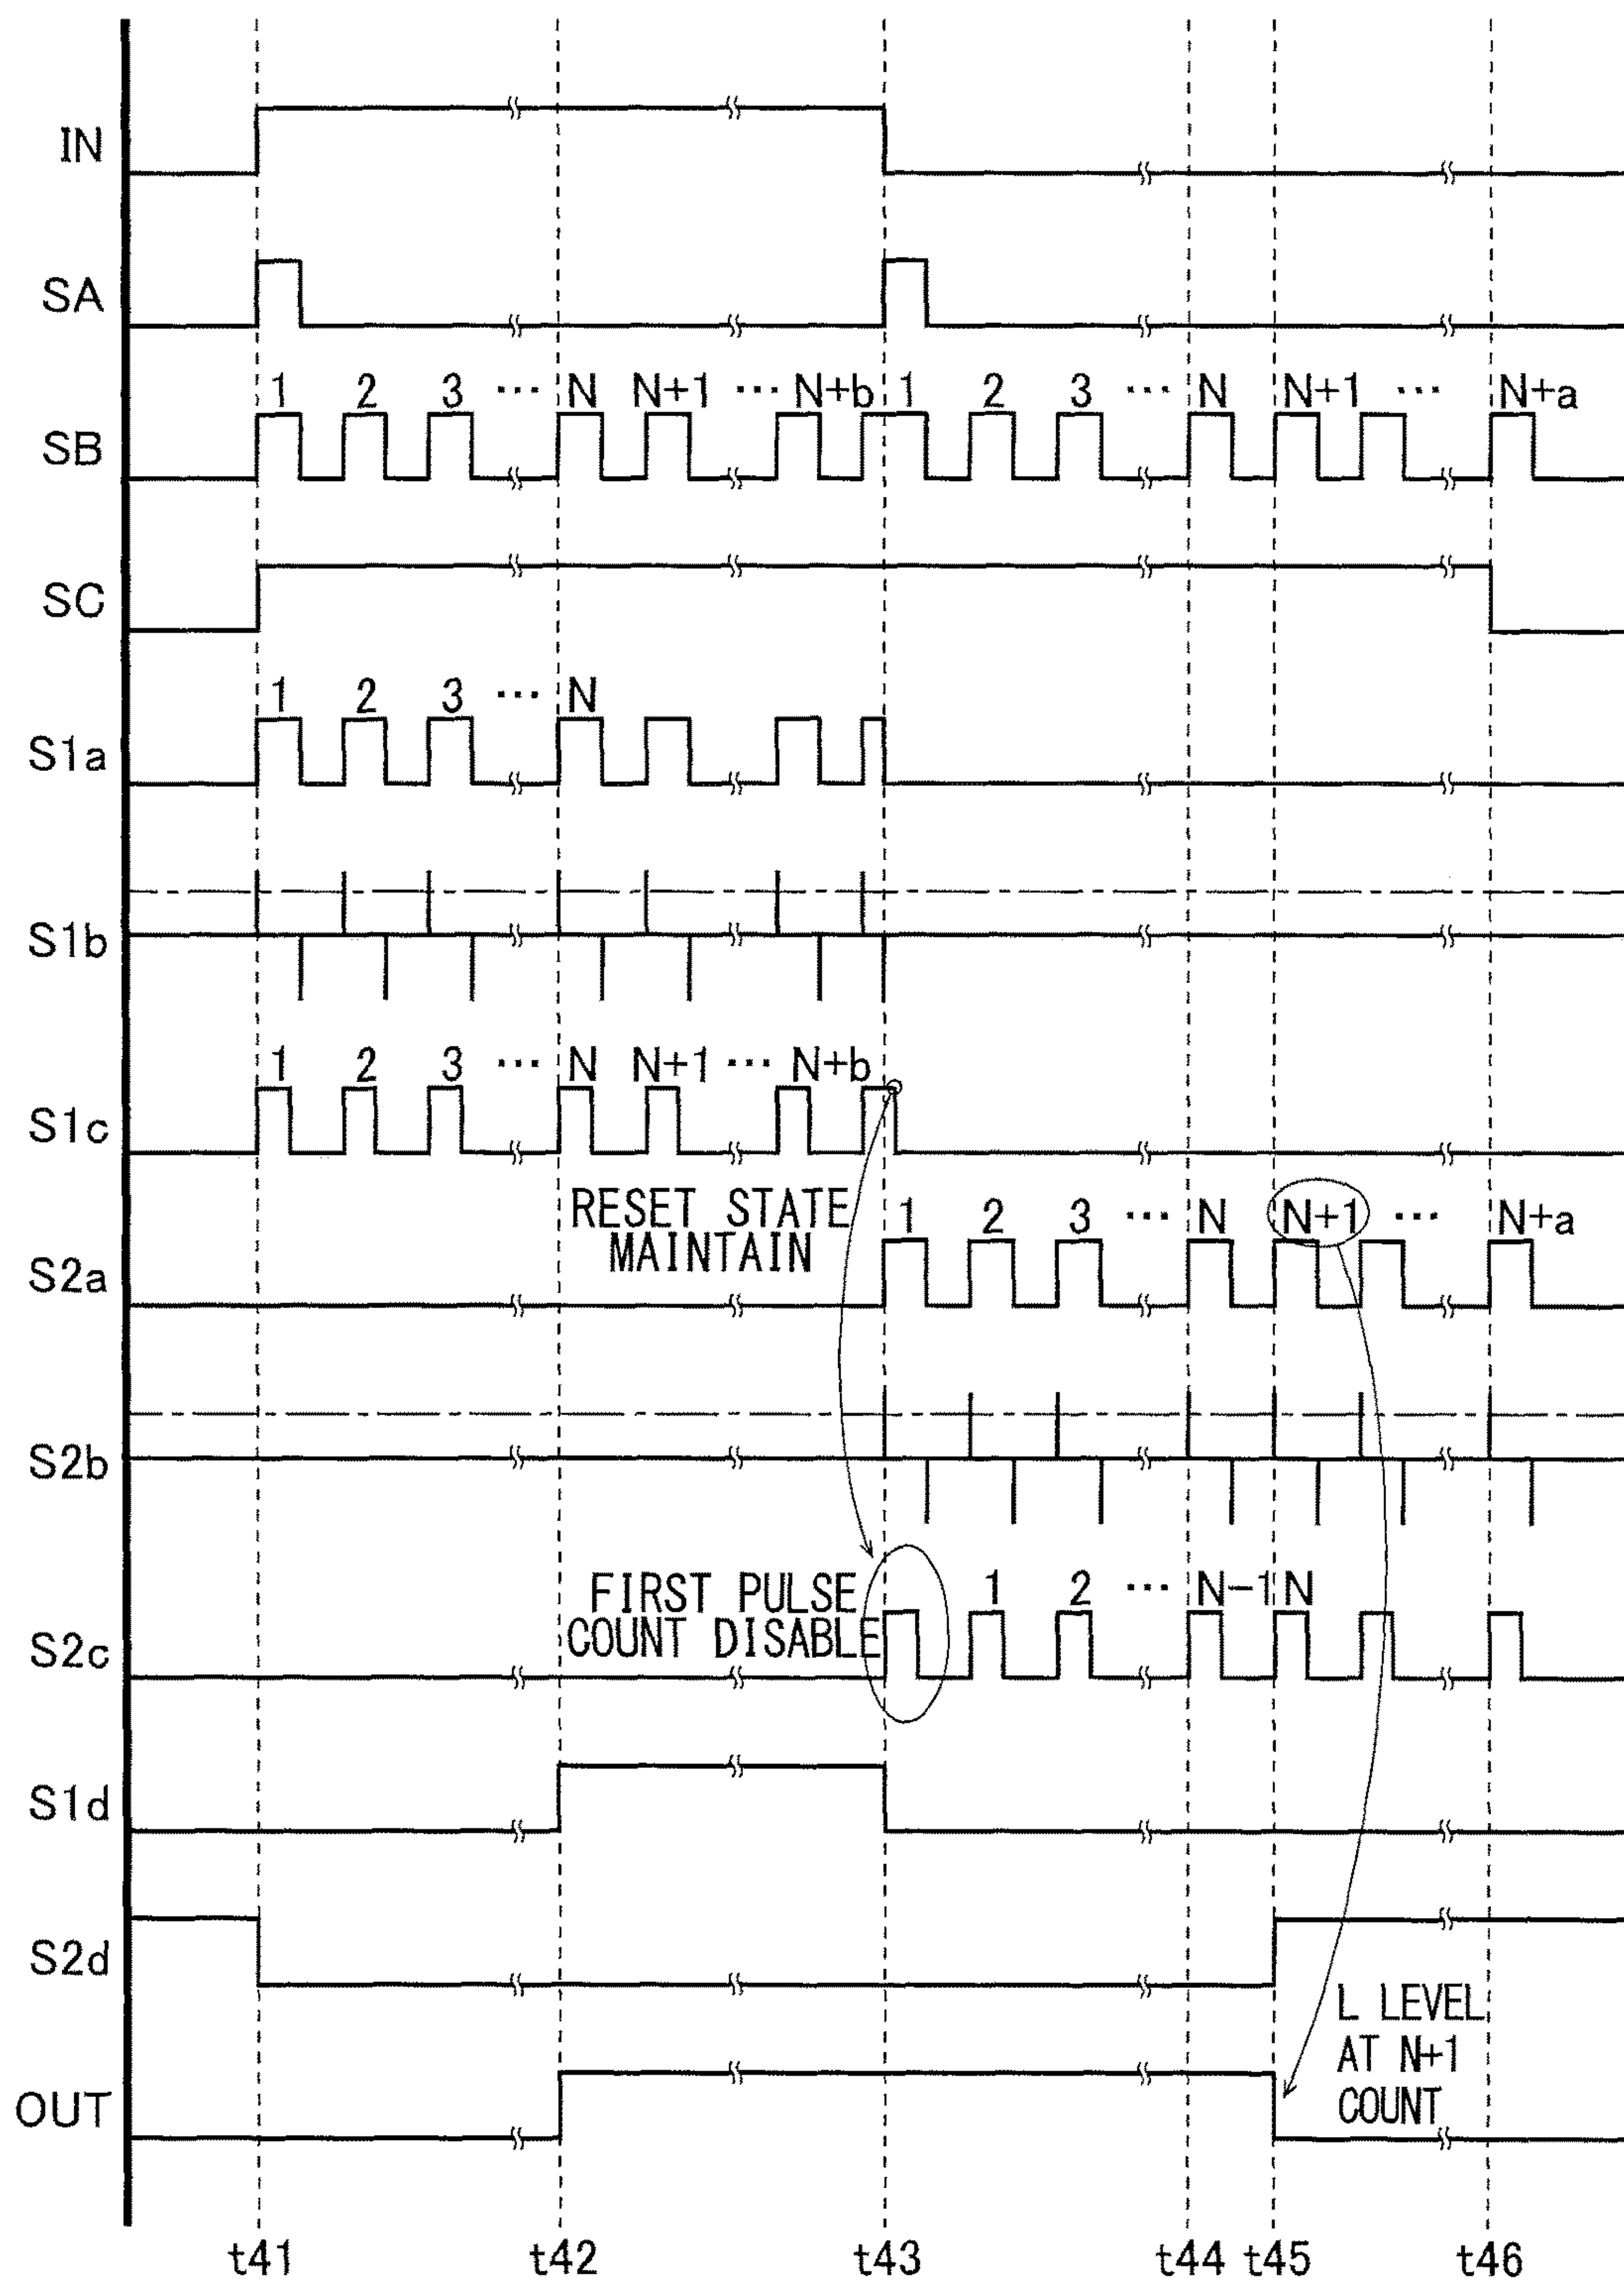 IN
SA
1 2 3 ⋯ N N+1 ⋯ N+b 1 2 3 ⋯ N N+1 ⋯ N+a
SB
SC
1 2 3 ⋯ N
S1a
S1b
1 2 3 ⋯ N N+1 ⋯ N+b
S1c
RESET STATE
MAINTAIN
1 2 3 ⋯ N N+1 ⋯ N+a
S2a
S2b
FIRST PULSE
COUNT DISABLE
1 2 ⋯ N-1 N
S2c
S1d
S2d
L LEVEL
AT N+1
COUNT
OUT
t41 t42 t43 t44 t45 t46